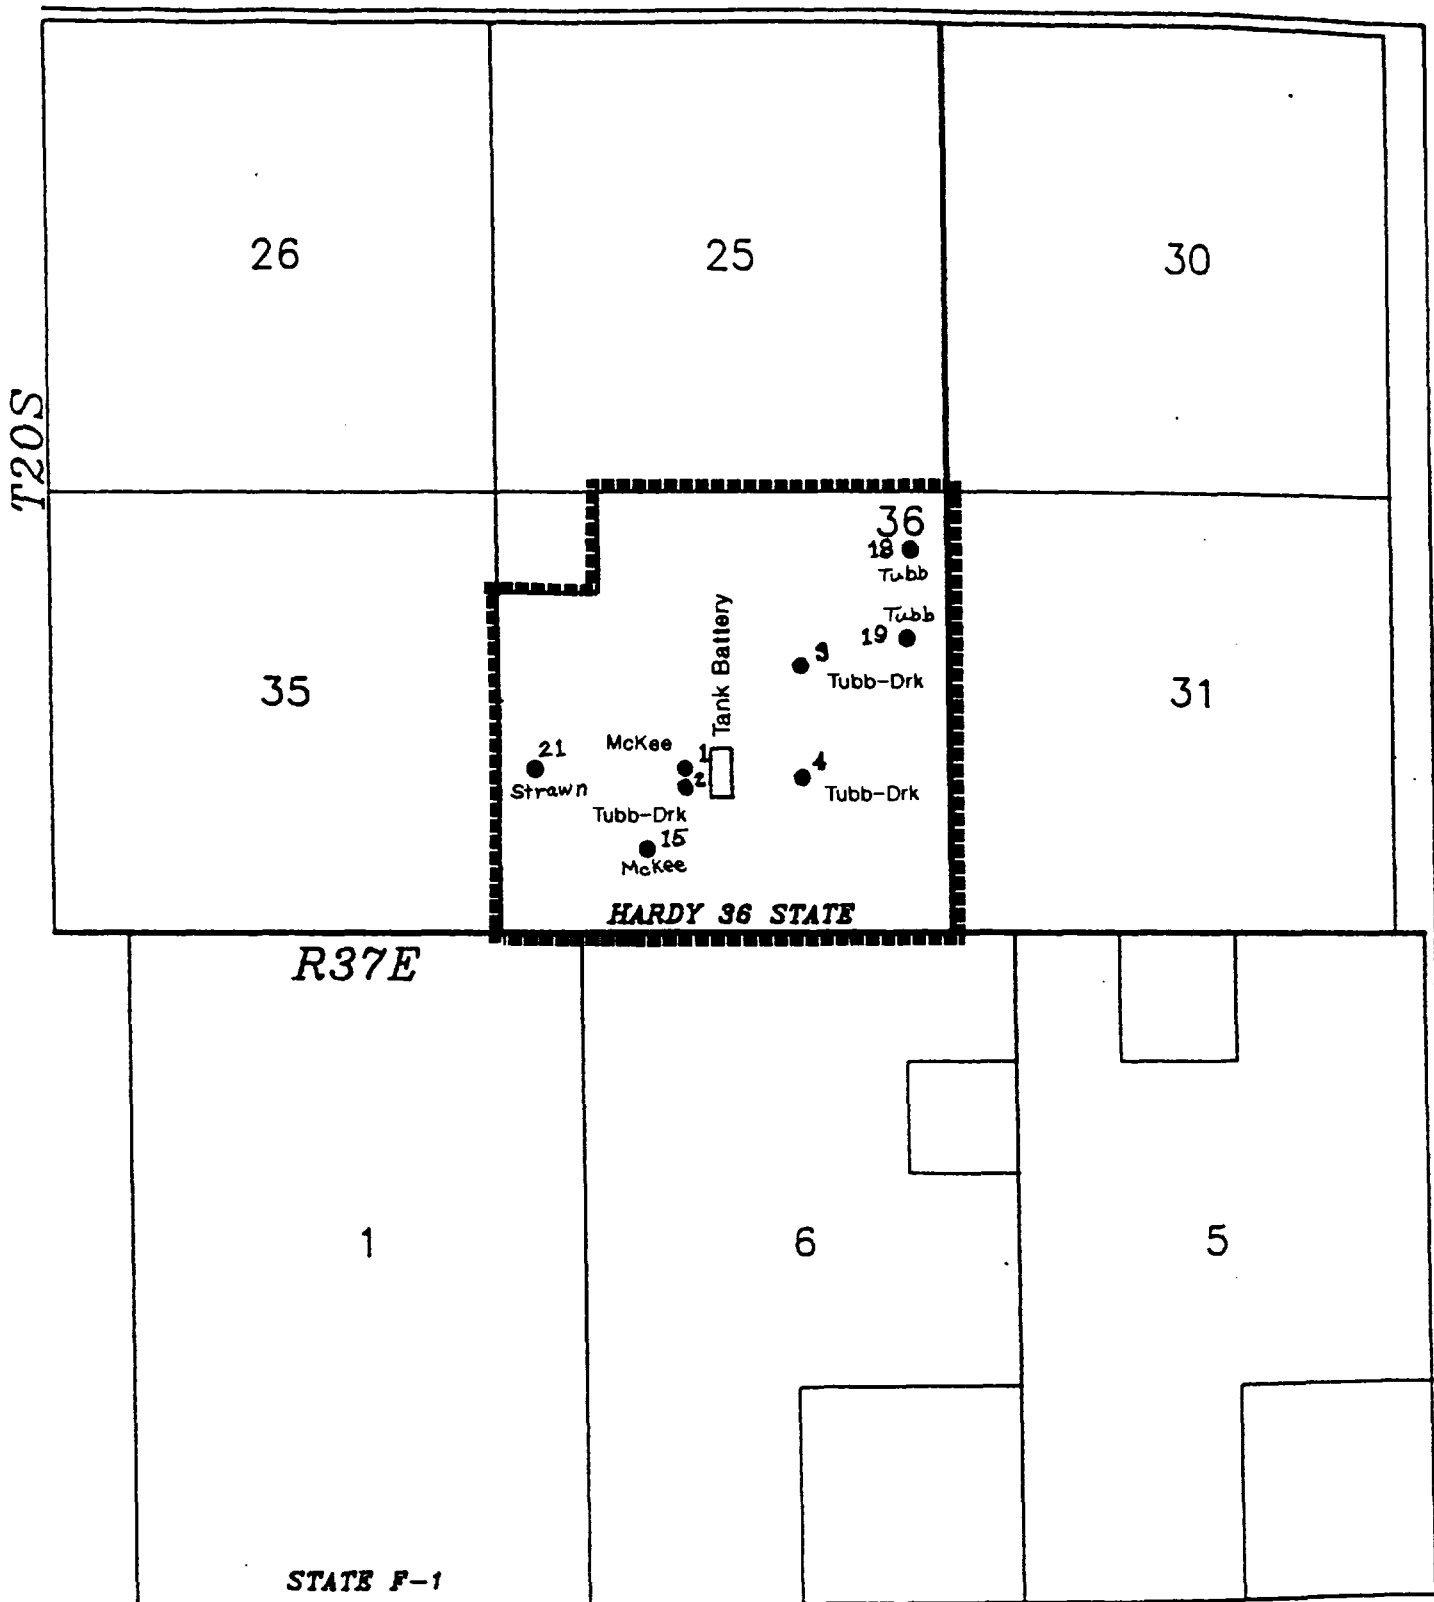 26
25
30
T20S
36
18
Tubb
Tubb
19
3
Tubb-Drk
Tank Battery
35
31
21
Strawn
McKee
1
2
Tubb-Drk
4
Tubb-Drk
15
McKee
HARDY 36 STATE
R37E
1
6
5
STATE F-1